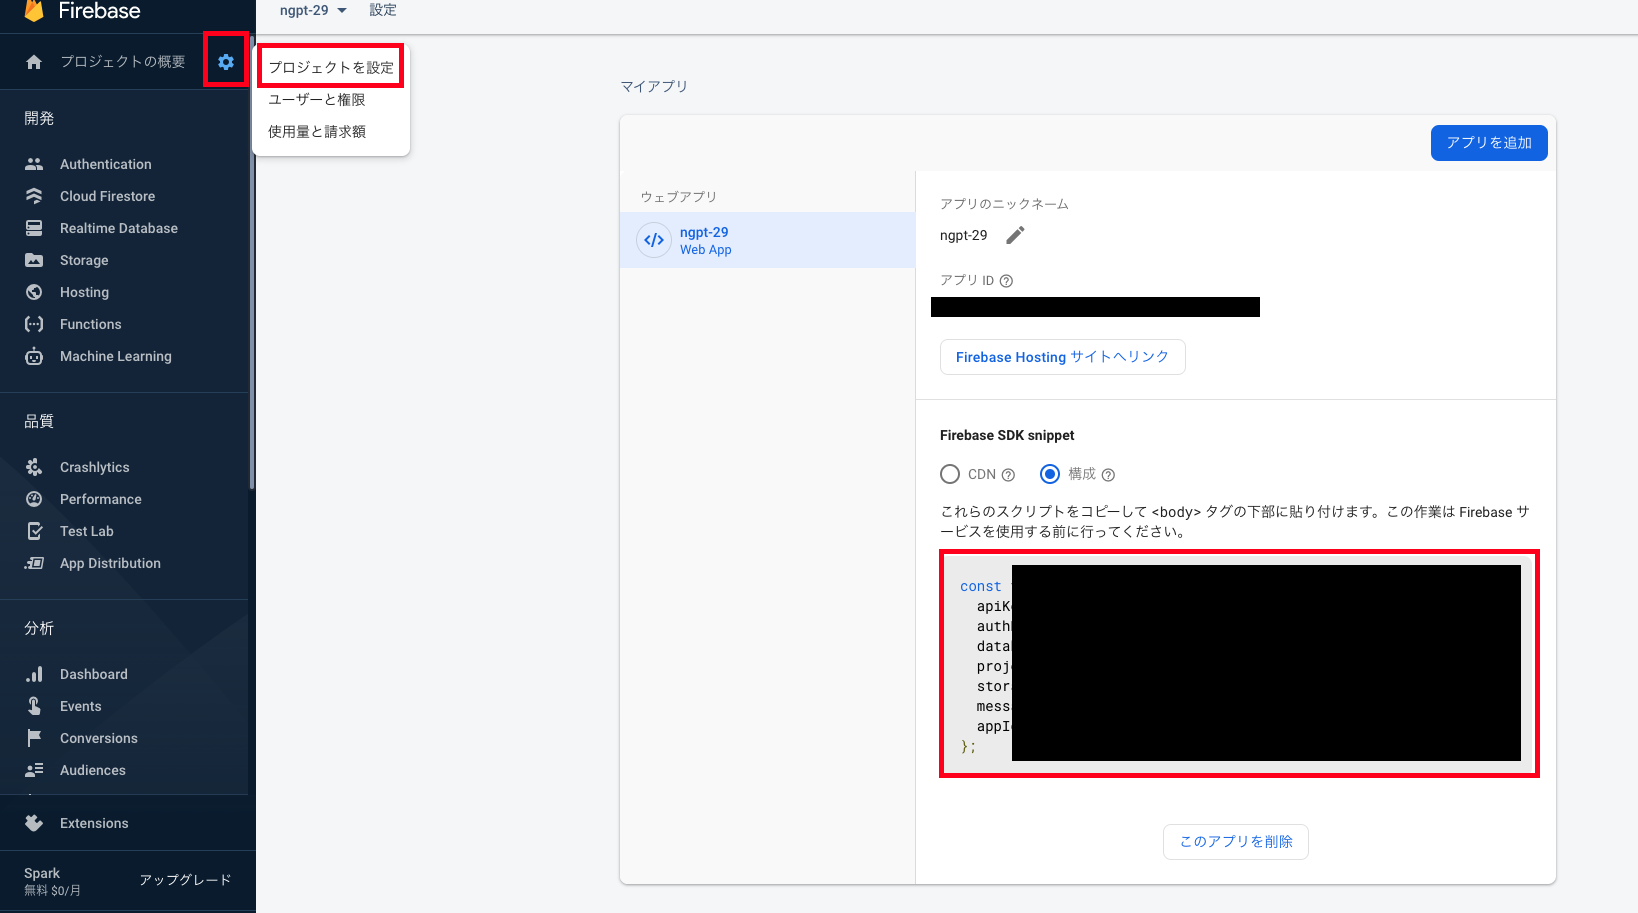 Firebase
ngpt-29
設定
プロジェクトの概要
プロジェクトを設定
ユーザーと権限
使用量と請求額
開発
Authentication
Cloud Firestore
Realtime Database
Storage
Hosting
Functions
Machine Learning
品質
Crashlytics
Performance
Test Lab
App Distribution
分析
Dashboard
Events
Conversions
Audiences
Extensions
Spark
無料 $0/月
アップグレード
マイアプリ
アプリを追加
ウェブアプリ
ngpt-29
Web App
アプリのニックネーム
ngpt-29
アプリ ID
Firebase Hosting サイトへリンク
Firebase SDK snippet
CDN
構成
これらのスクリプトをコピーして <body> タグの下部に貼り付けます。この作業は Firebase サ
ービスを使用する前に行ってください。
const
};
このアプリを削除